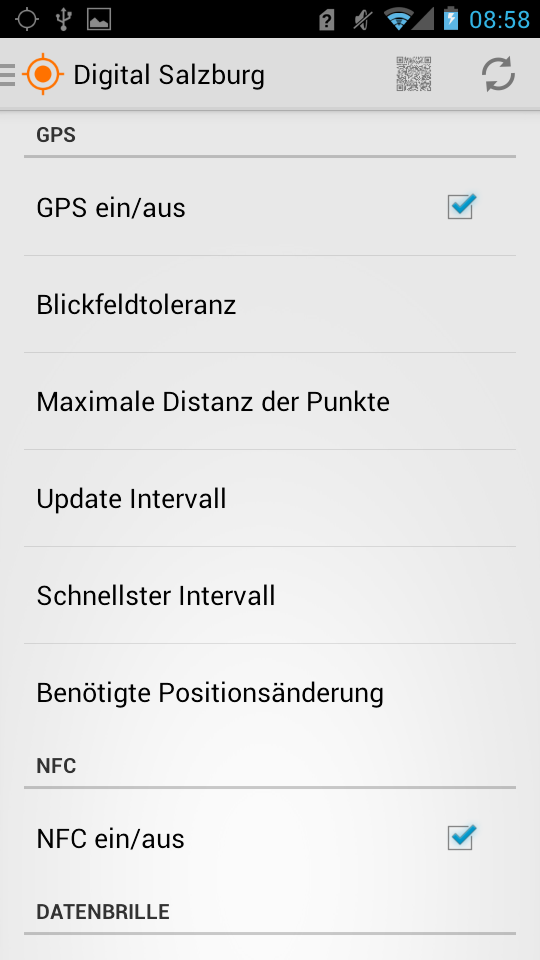 08:58
Digital Salzburg
GPS
GPS ein/aus
Blickfeldtoleranz
Maximale Distanz der Punkte
Update Intervall
Schnellster Intervall
Benötigte Positionsänderung
NFC
NFC ein/aus
DATENBRILLE